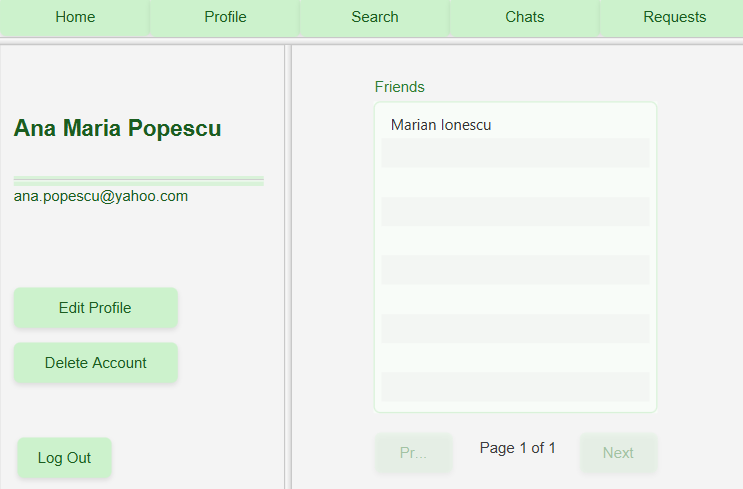 Home Profile Search Chats Requests
Ana Maria Popescu
ana.popescu@yahoo.com
Edit Profile
Delete Account
Log Out
Friends
Marian Ionescu
Pr... Page 1 of 1 Next